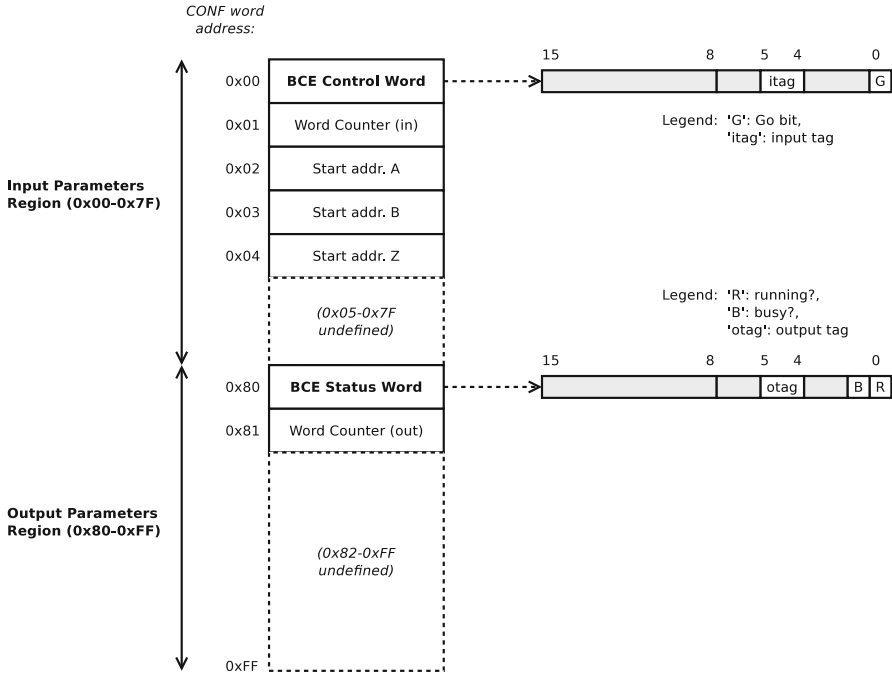 CONF word
address:
15 8 5 4 0
0x00 BCE Control Word itag G
0x01 Word Counter (in)
Legend: 'G': Go bit,
'itag': input tag
0x02 Start addr. A
Input Parameters
Region (0x00-0x7F)
0x03 Start addr. B
0x04 Start addr. Z
(0x05-0x7F
undefined)
Legend: 'R': running?,
'B': busy?,
'otag': output tag
15 8 5 4 0
0x80 BCE Status Word otag B R
0x81 Word Counter (out)
Output Parameters
Region (0x80-0xFF)
(0x82-0xFF
undefined)
0xFF